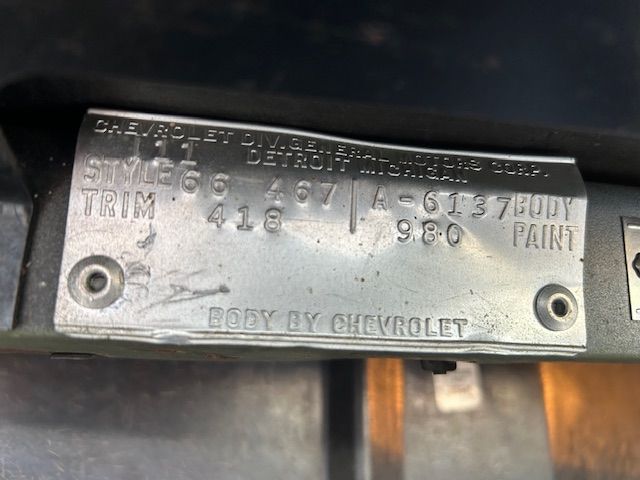 CHEVROLET DIV. GENERAL MOTORS CORP.
111 DETROIT MICHIGAN
STYLE 66 467 A-6137 BODY
TRIM 418 980 PAINT
BODY BY CHEVROLET